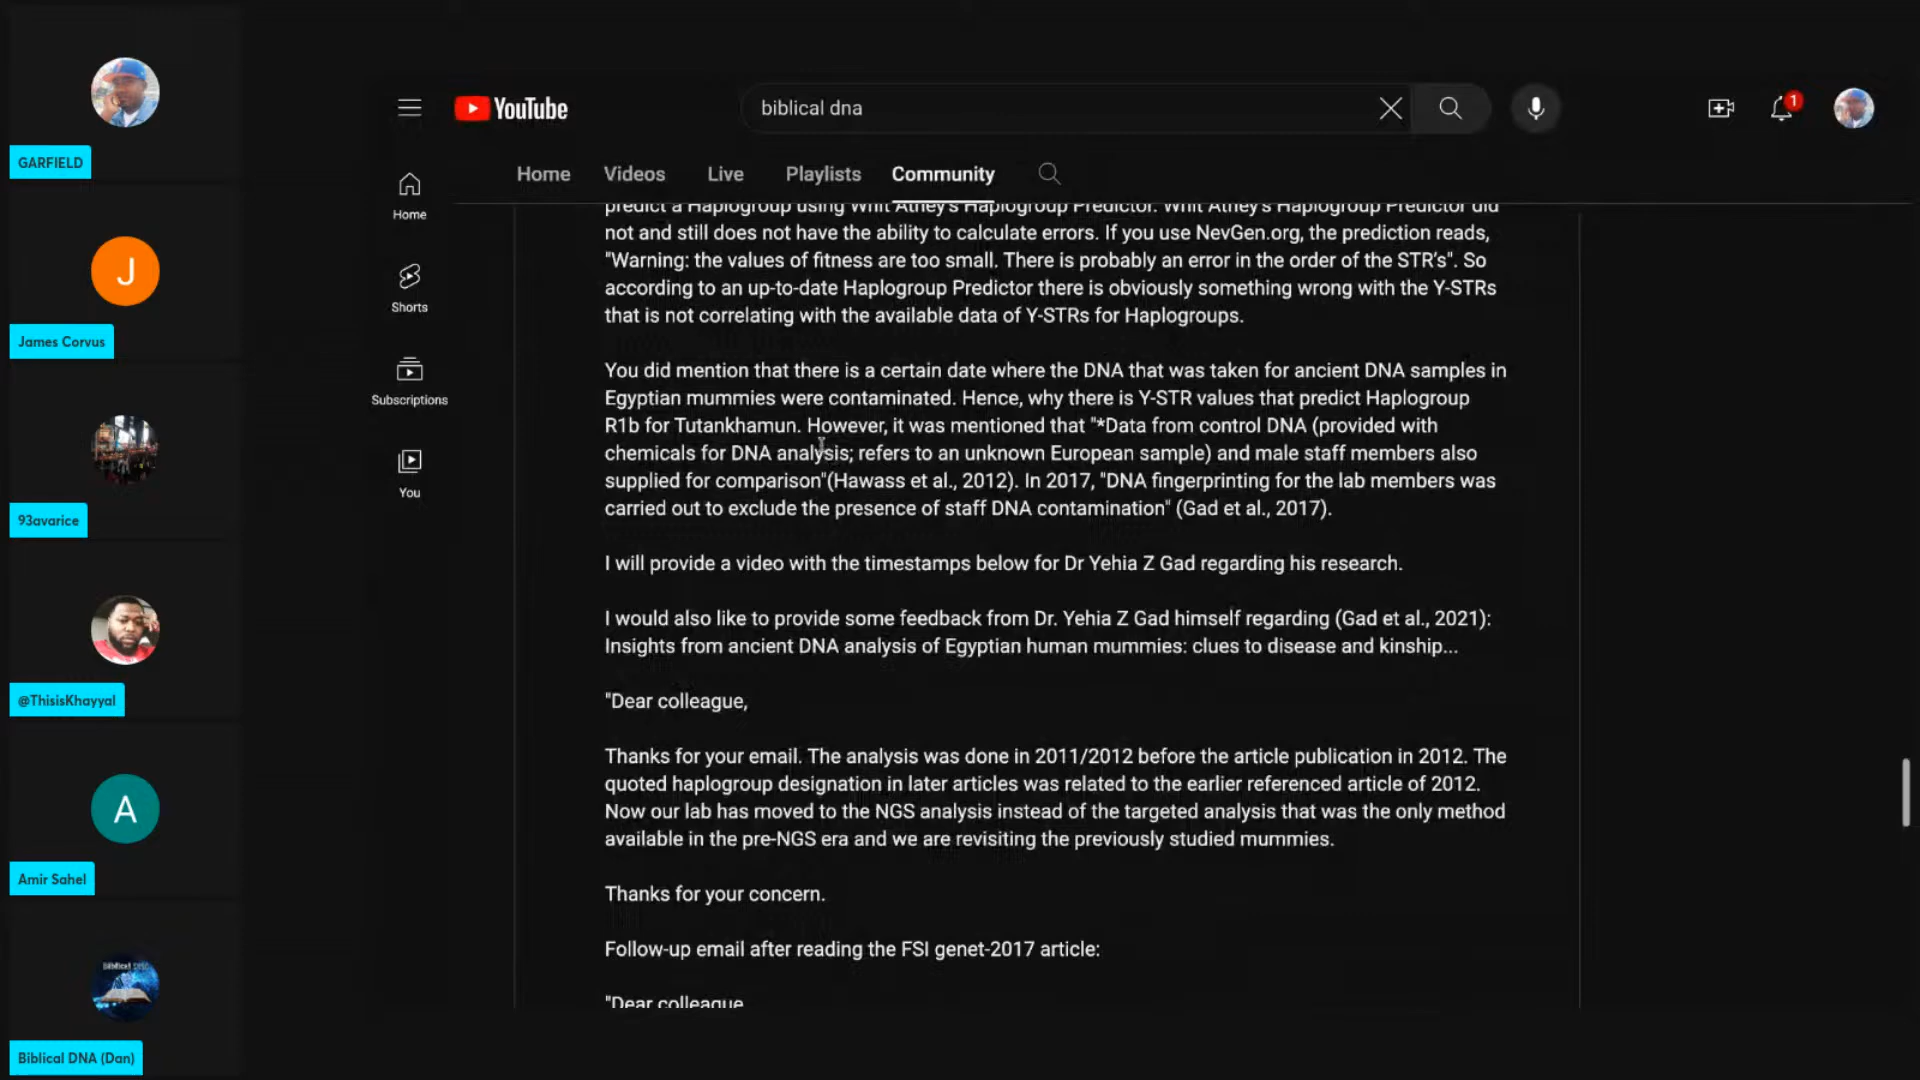 GARFIELD
J
James Corvus
93avarice
@ThisisKhayyal
A
Amir Sahel
Biblical DNA
Biblical DNA (Dan)
YouTube
biblical dna
1
Home
Videos
Live
Playlists
Community
Home
Shorts
Subscriptions
You
predict a Haplogroup using Whit Athey's Haplogroup Predictor. Whit Athey's Haplogroup Predictor did
not and still does not have the ability to calculate errors. If you use NevGen.org, the prediction reads,
"Warning: the values of fitness are too small. There is probably an error in the order of the STR's". So
according to an up-to-date Haplogroup Predictor there is obviously something wrong with the Y-STRs
that is not correlating with the available data of Y-STRs for Haplogroups.
You did mention that there is a certain date where the DNA that was taken for ancient DNA samples in
Egyptian mummies were contaminated. Hence, why there is Y-STR values that predict Haplogroup
R1b for Tutankhamun. However, it was mentioned that "*Data from control DNA (provided with
chemicals for DNA analysis; refers to an unknown European sample) and male staff members also
supplied for comparison"(Hawass et al., 2012). In 2017, "DNA fingerprinting for the lab members was
carried out to exclude the presence of staff DNA contamination" (Gad et al., 2017).
I will provide a video with the timestamps below for Dr Yehia Z Gad regarding his research.
I would also like to provide some feedback from Dr. Yehia Z Gad himself regarding (Gad et al., 2021):
Insights from ancient DNA analysis of Egyptian human mummies: clues to disease and kinship...
"Dear colleague,
Thanks for your email. The analysis was done in 2011/2012 before the article publication in 2012. The
quoted haplogroup designation in later articles was related to the earlier referenced article of 2012.
Now our lab has moved to the NGS analysis instead of the targeted analysis that was the only method
available in the pre-NGS era and we are revisiting the previously studied mummies.
Thanks for your concern.
Follow-up email after reading the FSI genet-2017 article:
"Dear colleague